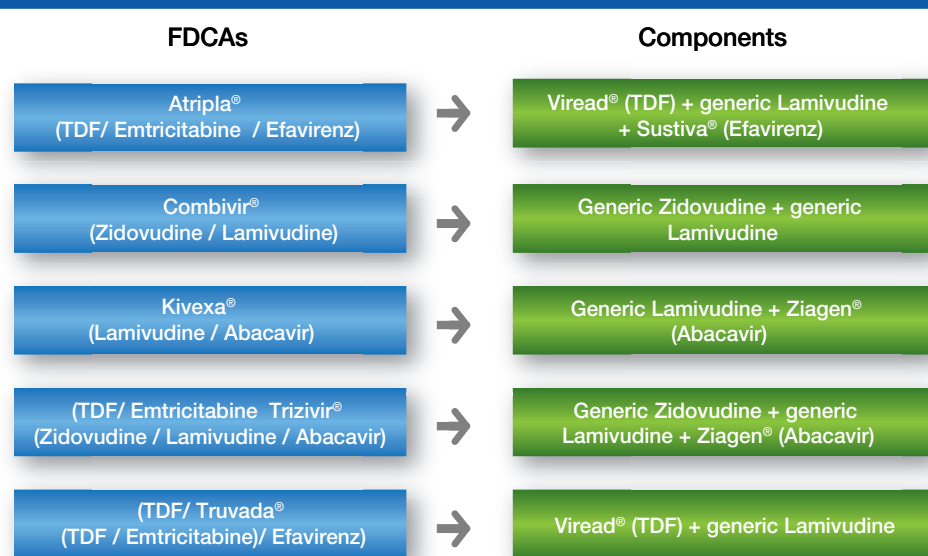 FDCAs
Components
Atripla®
(TDF/ Emtricitabine / Efavirenz)
Viread® (TDF) + generic Lamivudine
+ Sustiva® (Efavirenz)
Combivir®
(Zidovudine / Lamivudine)
Generic Zidovudine + generic
Lamivudine
Kivexa®
(Lamivudine / Abacavir)
Generic Lamivudine + Ziagen®
(Abacavir)
(TDF/ Emtricitabine Trizivir®
(Zidovudine / Lamivudine / Abacavir)
Generic Zidovudine + generic
Lamivudine + Ziagen® (Abacavir)
(TDF/ Truvada®
(TDF / Emtricitabine)/ Efavirenz)
Viread® (TDF) + generic Lamivudine